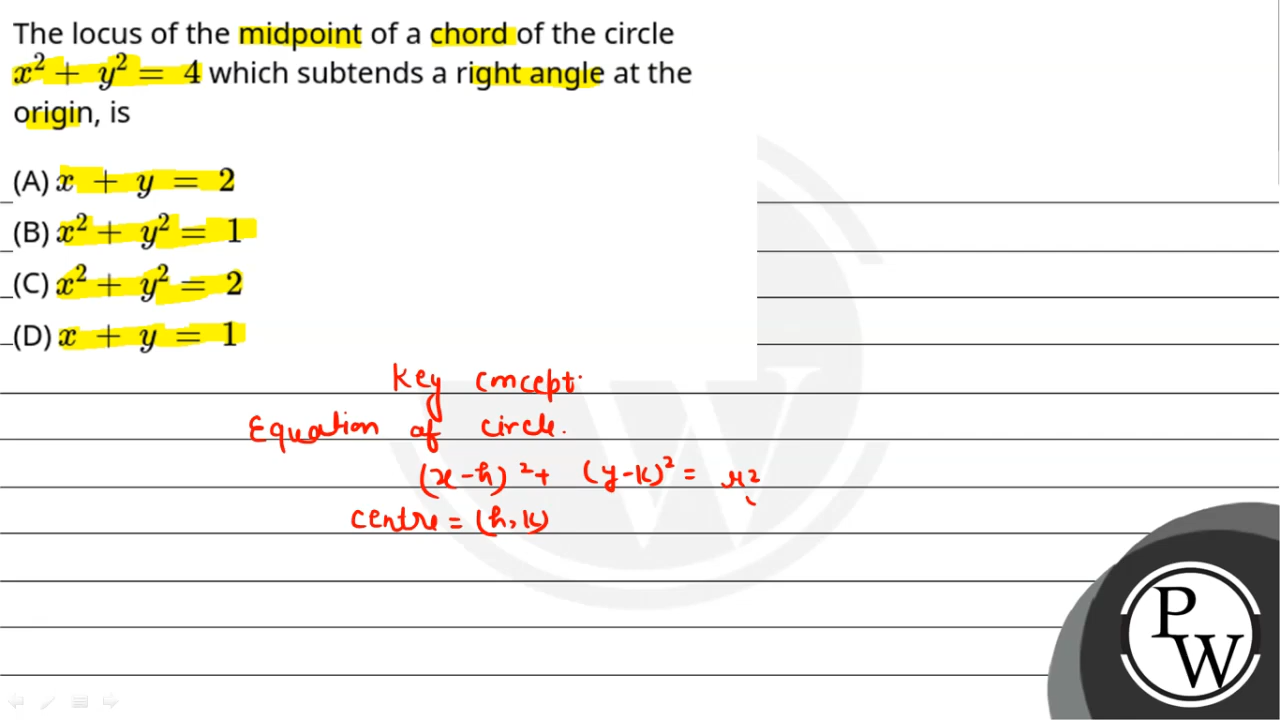 The locus of the midpoint of a chord of the circle
x² + y² = 4 which subtends a right angle at the
origin, is
(A) x + y = 2
(B) x² + y² = 1
(C) x² + y² = 2
(D) x + y = 1
Key concept.
Equation of circle.
(x-h)² + (y-k)² = r²
centre = (h, k)
P
W